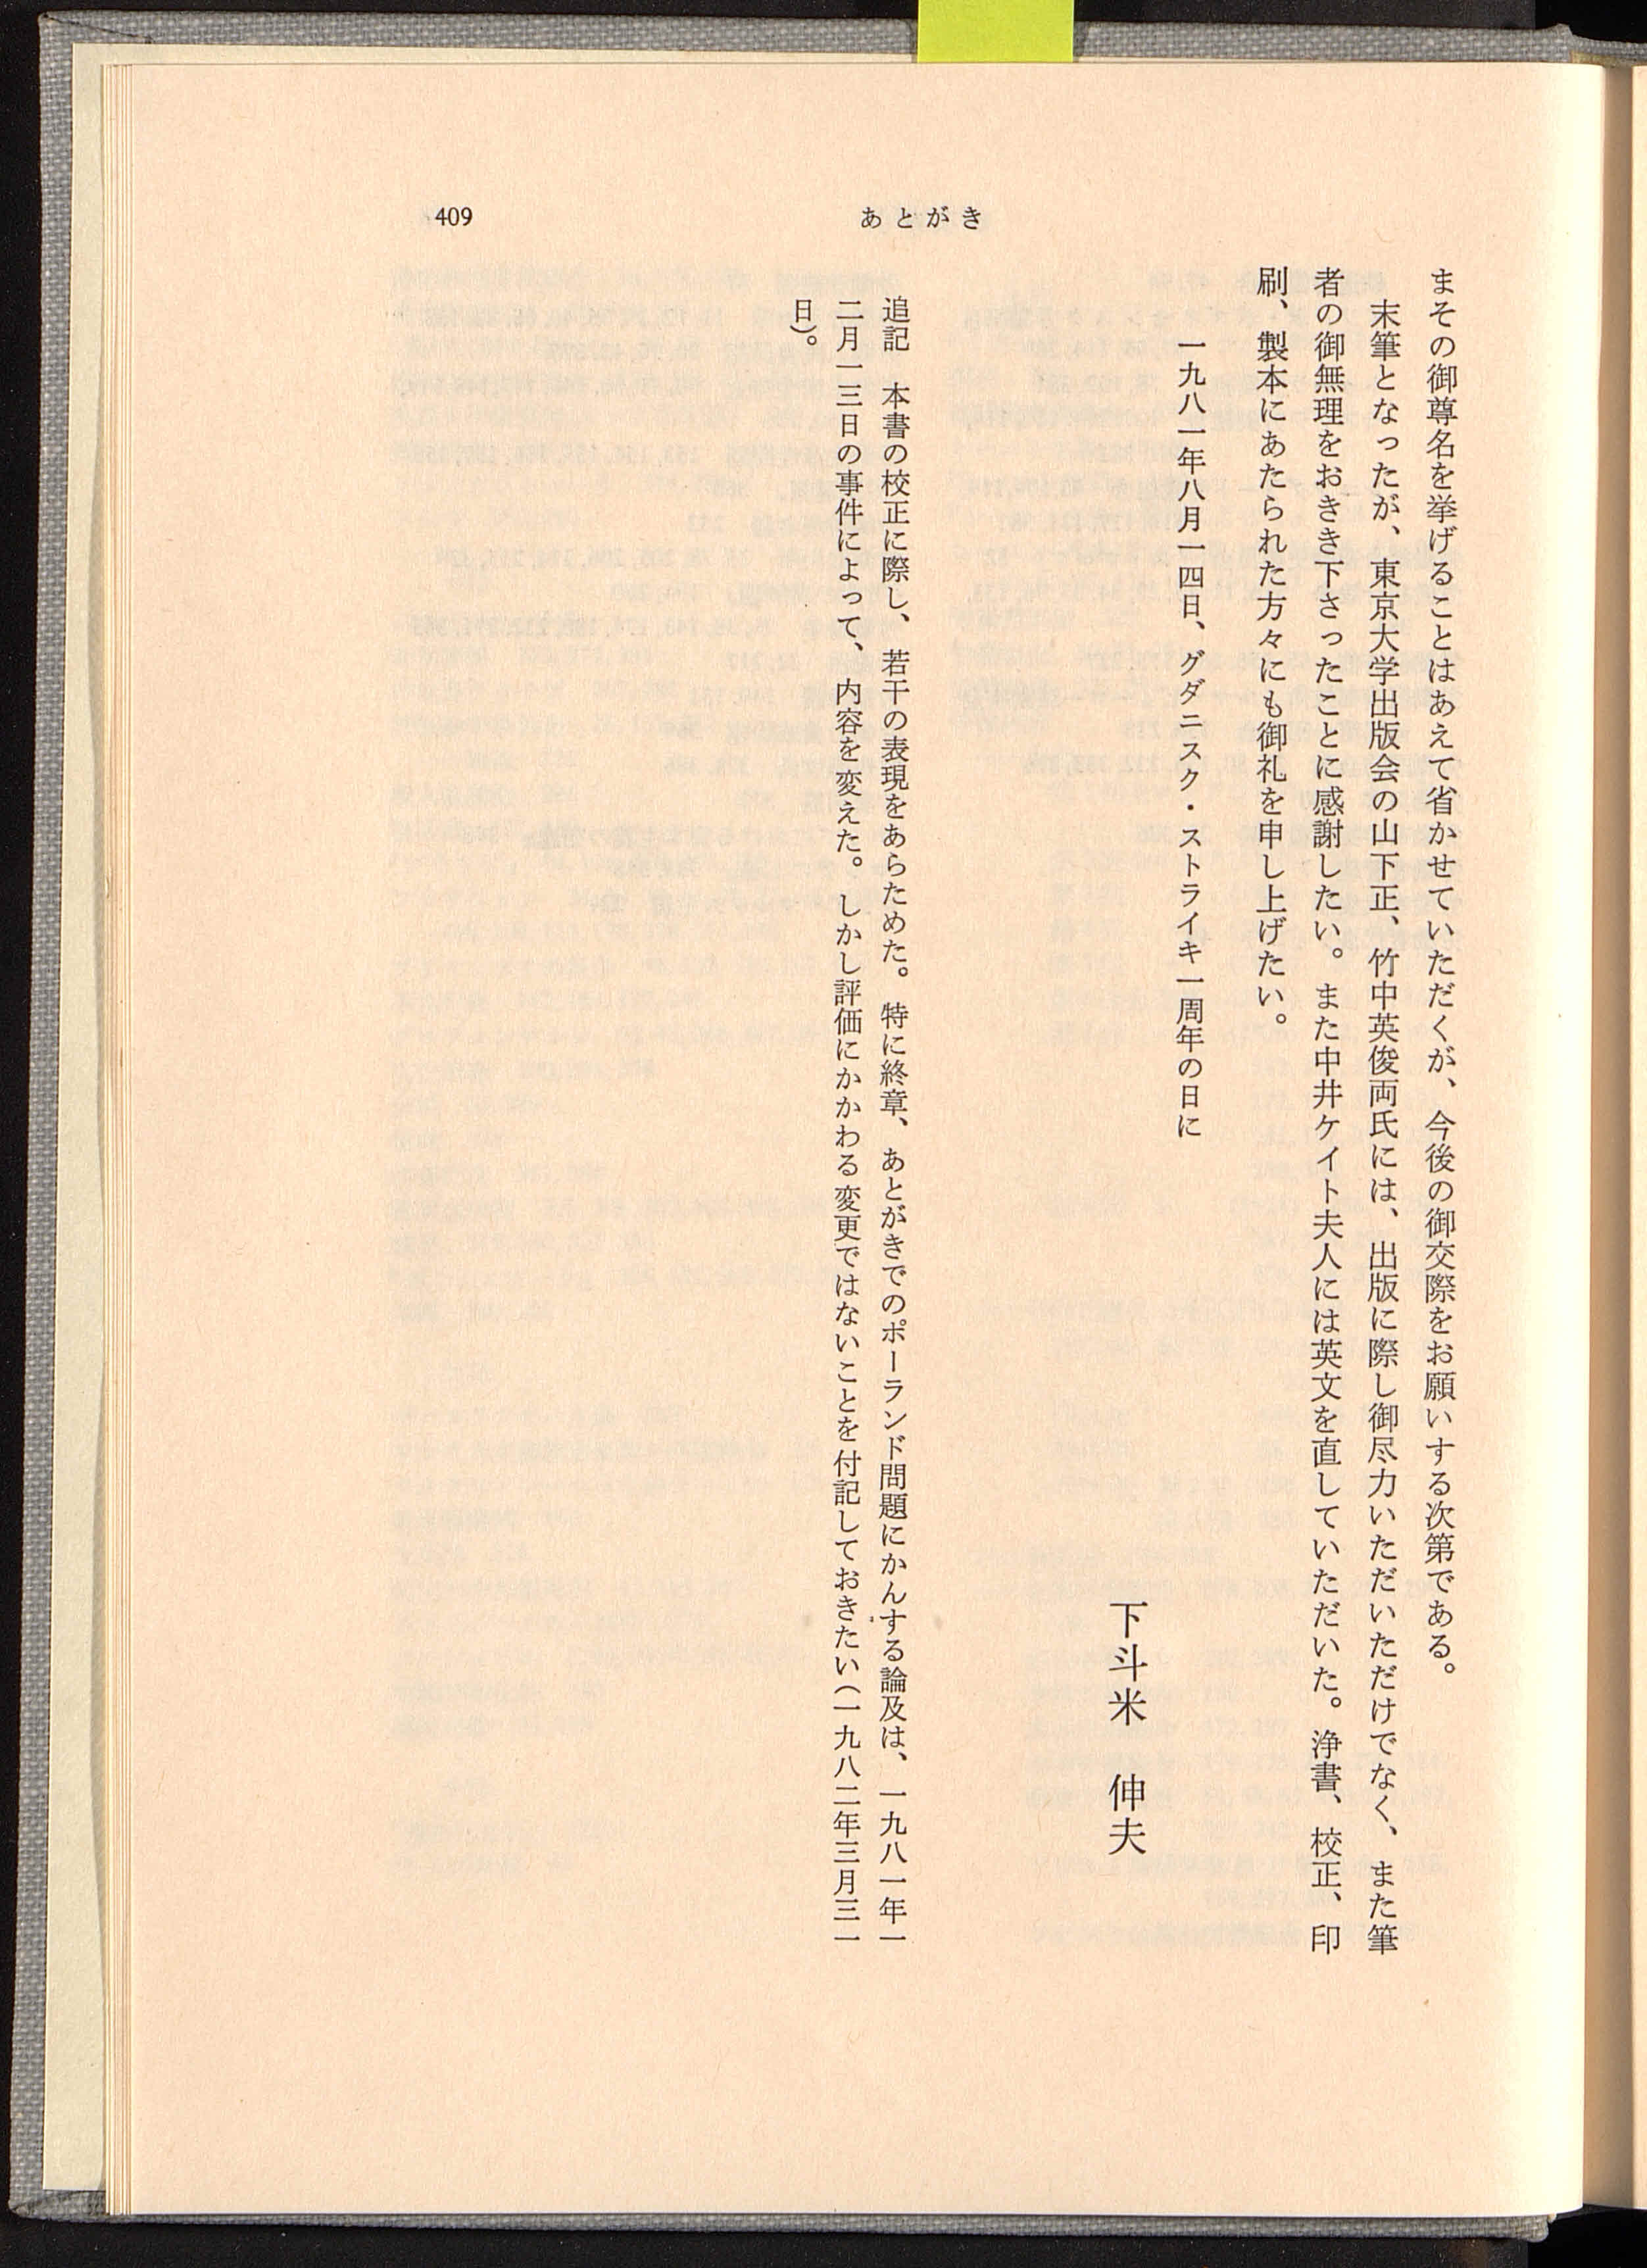 409
あとがき
まその御尊名を挙げることはあえて省かせていただくが、今後の御交際をお願いする次第である。
末筆となったが、東京大学出版会の山下正、竹中英俊両氏には、出版に際し御尽力いただいただけでなく、また筆
者の御無理をおきき下さったことに感謝したい。また中井ケイト夫人には英文を直していただいた。浄書、校正、印
刷、製本にあたられた方々にも御礼を申し上げたい。
一九八一年八月一四日、グダニスク・ストライキ一周年の日に
下斗米 伸夫
追記 本書の校正に際し、若干の表現をあらためた。特に終章、あとがきでのポーランド問題にかんする論及は、一九八一年一
二月一三日の事件によって、内容を変えた。しかし評価にかかわる変更ではないことを付記しておきたい(一九八二年三月三一
日)。